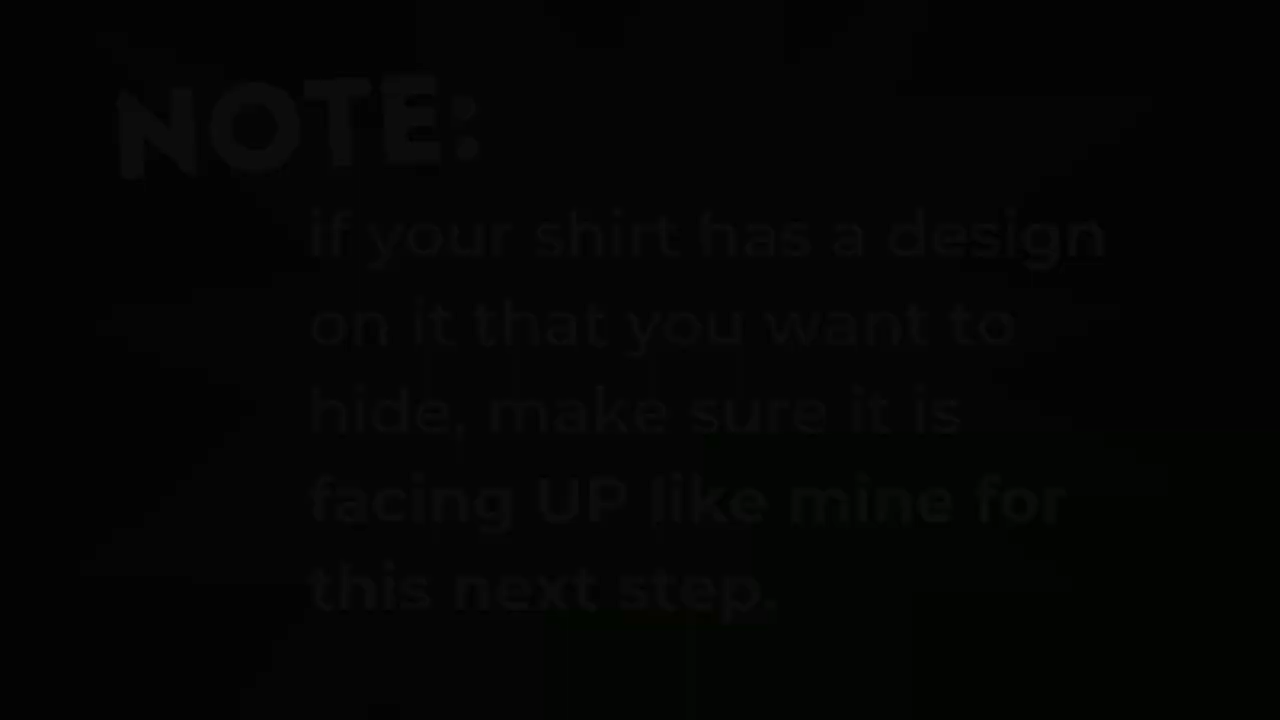 NOTE:
if your shirt has a design
on it that you want to
hide, make sure it is
facing UP like mine for
this next step.